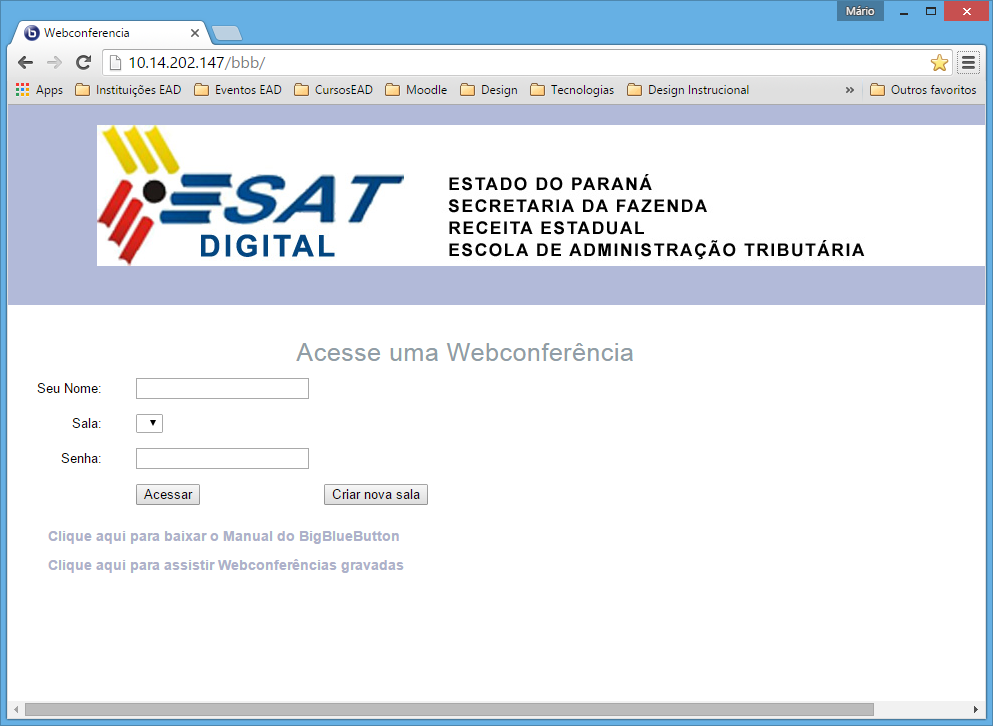 Mário
Webconferencia
10.14.202.147/bbb/
Apps Instituições EAD Eventos EAD CursosEAD Moodle Design Tecnologias Design Instrucional » Outros favoritos
ESAT
DIGITAL
ESTADO DO PARANÁ
SECRETARIA DA FAZENDA
RECEITA ESTADUAL
ESCOLA DE ADMINISTRAÇÃO TRIBUTÁRIA
Acesse uma Webconferência
Seu Nome:
Sala:
Senha:
Acessar Criar nova sala
Clique aqui para baixar o Manual do BigBlueButton
Clique aqui para assistir Webconferências gravadas